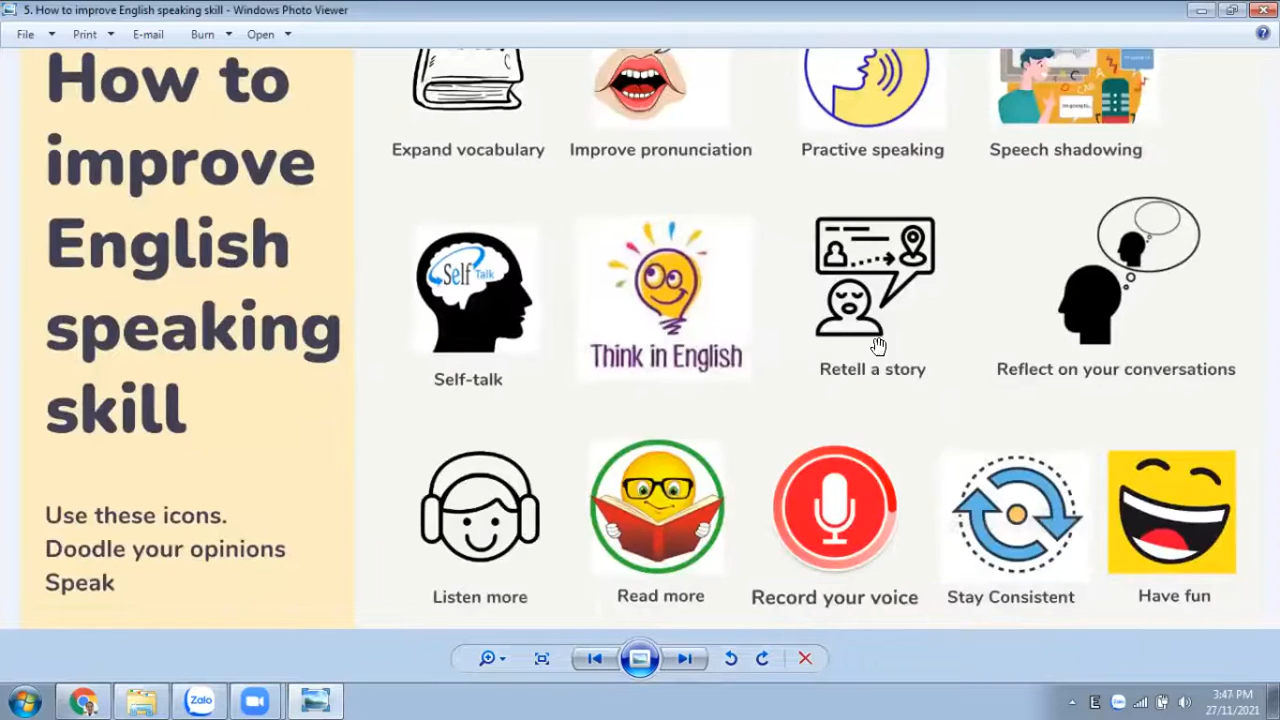 5. How to improve English speaking skill - Windows Photo Viewer
File Print E-mail Burn Open
How to
improve
English
speaking
skill
Use these icons.
Doodle your opinions
Speak
Expand vocabulary Improve pronunciation Practive speaking Speech shadowing
Self Talk
Think in English
Self-talk Retell a story Reflect on your conversations
Listen more Read more Record your voice Stay Consistent Have fun
Zalo
E
3:47 PM
27/11/2021